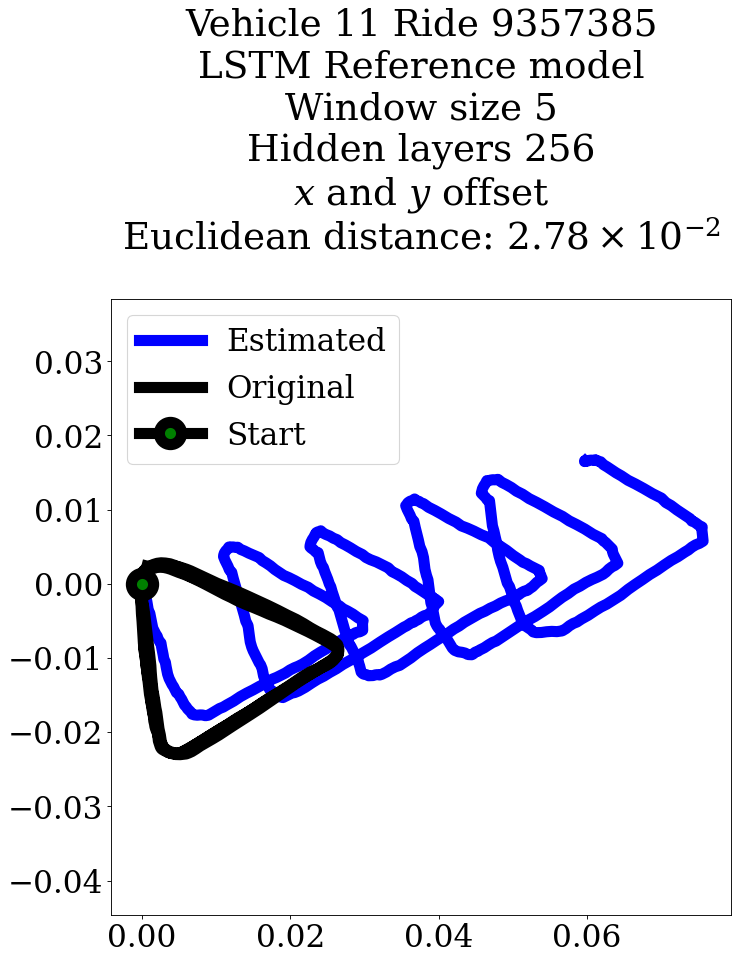 Vehicle 11 Ride 9357385
LSTM Reference model
Window size 5
Hidden layers 256
x and y offset
Euclidean distance: 2.78 × 10⁻²
Estimated
Original
Start
0.03
0.02
0.01
0.00
−0.01
−0.02
−0.03
−0.04
0.00 0.02 0.04 0.06